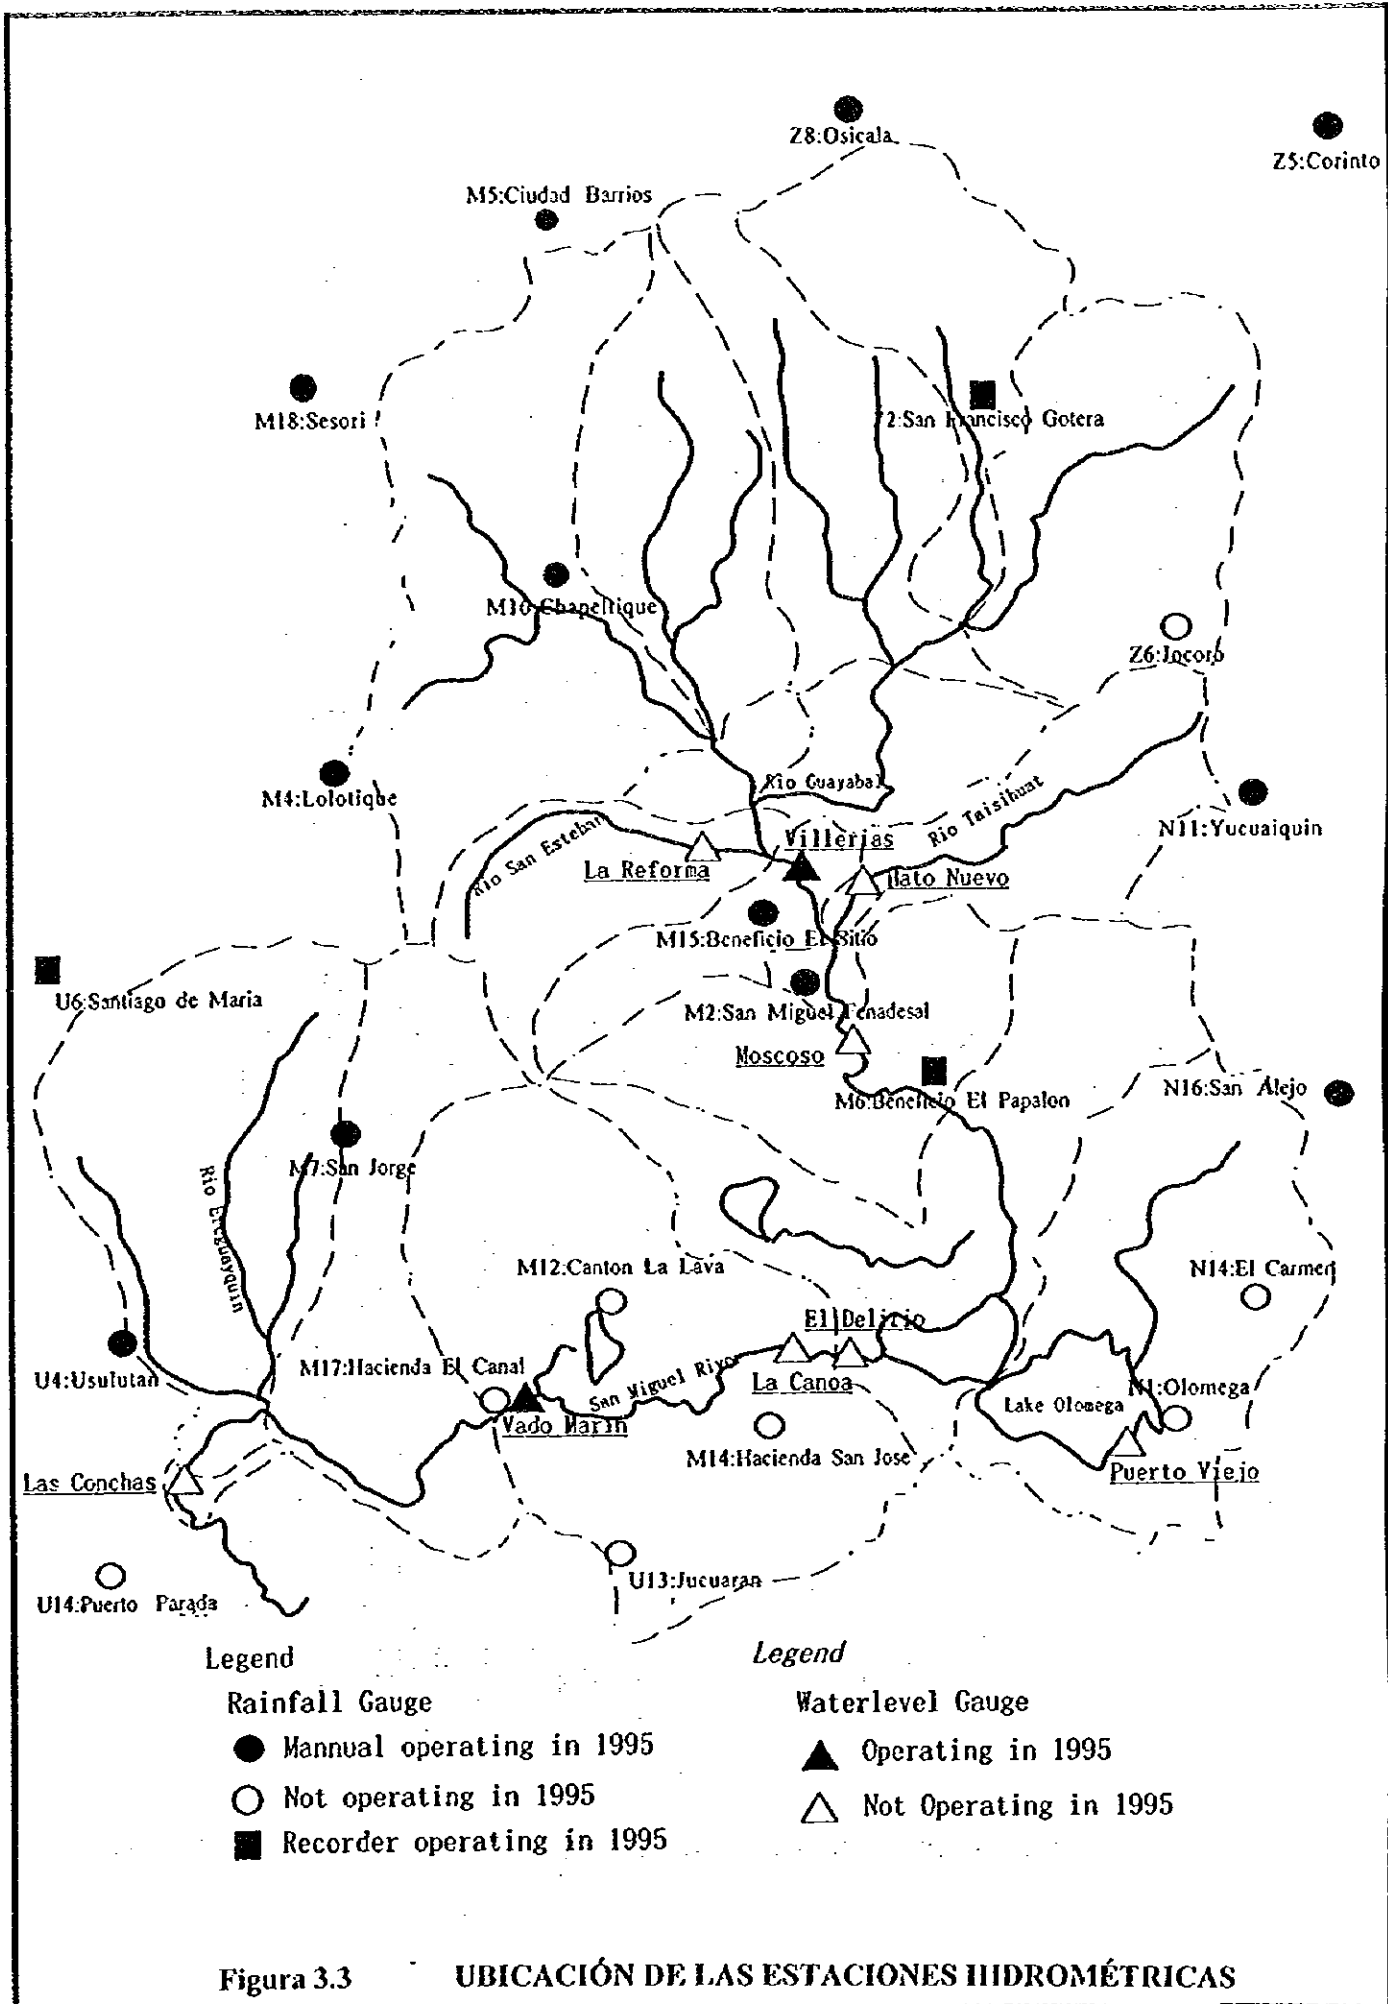 Z8:Osicala
Z5:Corinto
M5:Ciudad Barrios
M18:Sesori
Z2:San Francisco Gotera
M10:Chapeltique
Z6:Jocoro
M4:Lolotique
Rio Guayabal
Rio Taisihuat
N11:Yucuaiquin
Rio San Esteban
Villerias
La Reforma
Hato Nuevo
M15:Beneficio El Sitio
U6:Santiago de Maria
M2:San Miguel Fenadesal
Moscoso
M6:Beneficio El Papalon
N16:San Alejo
M7:San Jorge
Rio Ereguayquin
M12:Canton La Lava
N14:El Carmen
El Delirio
M17:Hacienda El Canal
U4:Usulutan
San Miguel River
La Canoa
N1:Olomega
Lake Olomega
Vado Marin
M14:Hacienda San Jose
Puerto Viejo
Las Conchas
U13:Jucuaran
U14:Puerto Parada
Legend
Rainfall Gauge
Mannual operating in 1995
Not operating in 1995
Recorder operating in 1995
Legend
Waterlevel Gauge
Operating in 1995
Not Operating in 1995
Figura 3.3 UBICACIÓN DE LAS ESTACIONES HIDROMÉTRICAS